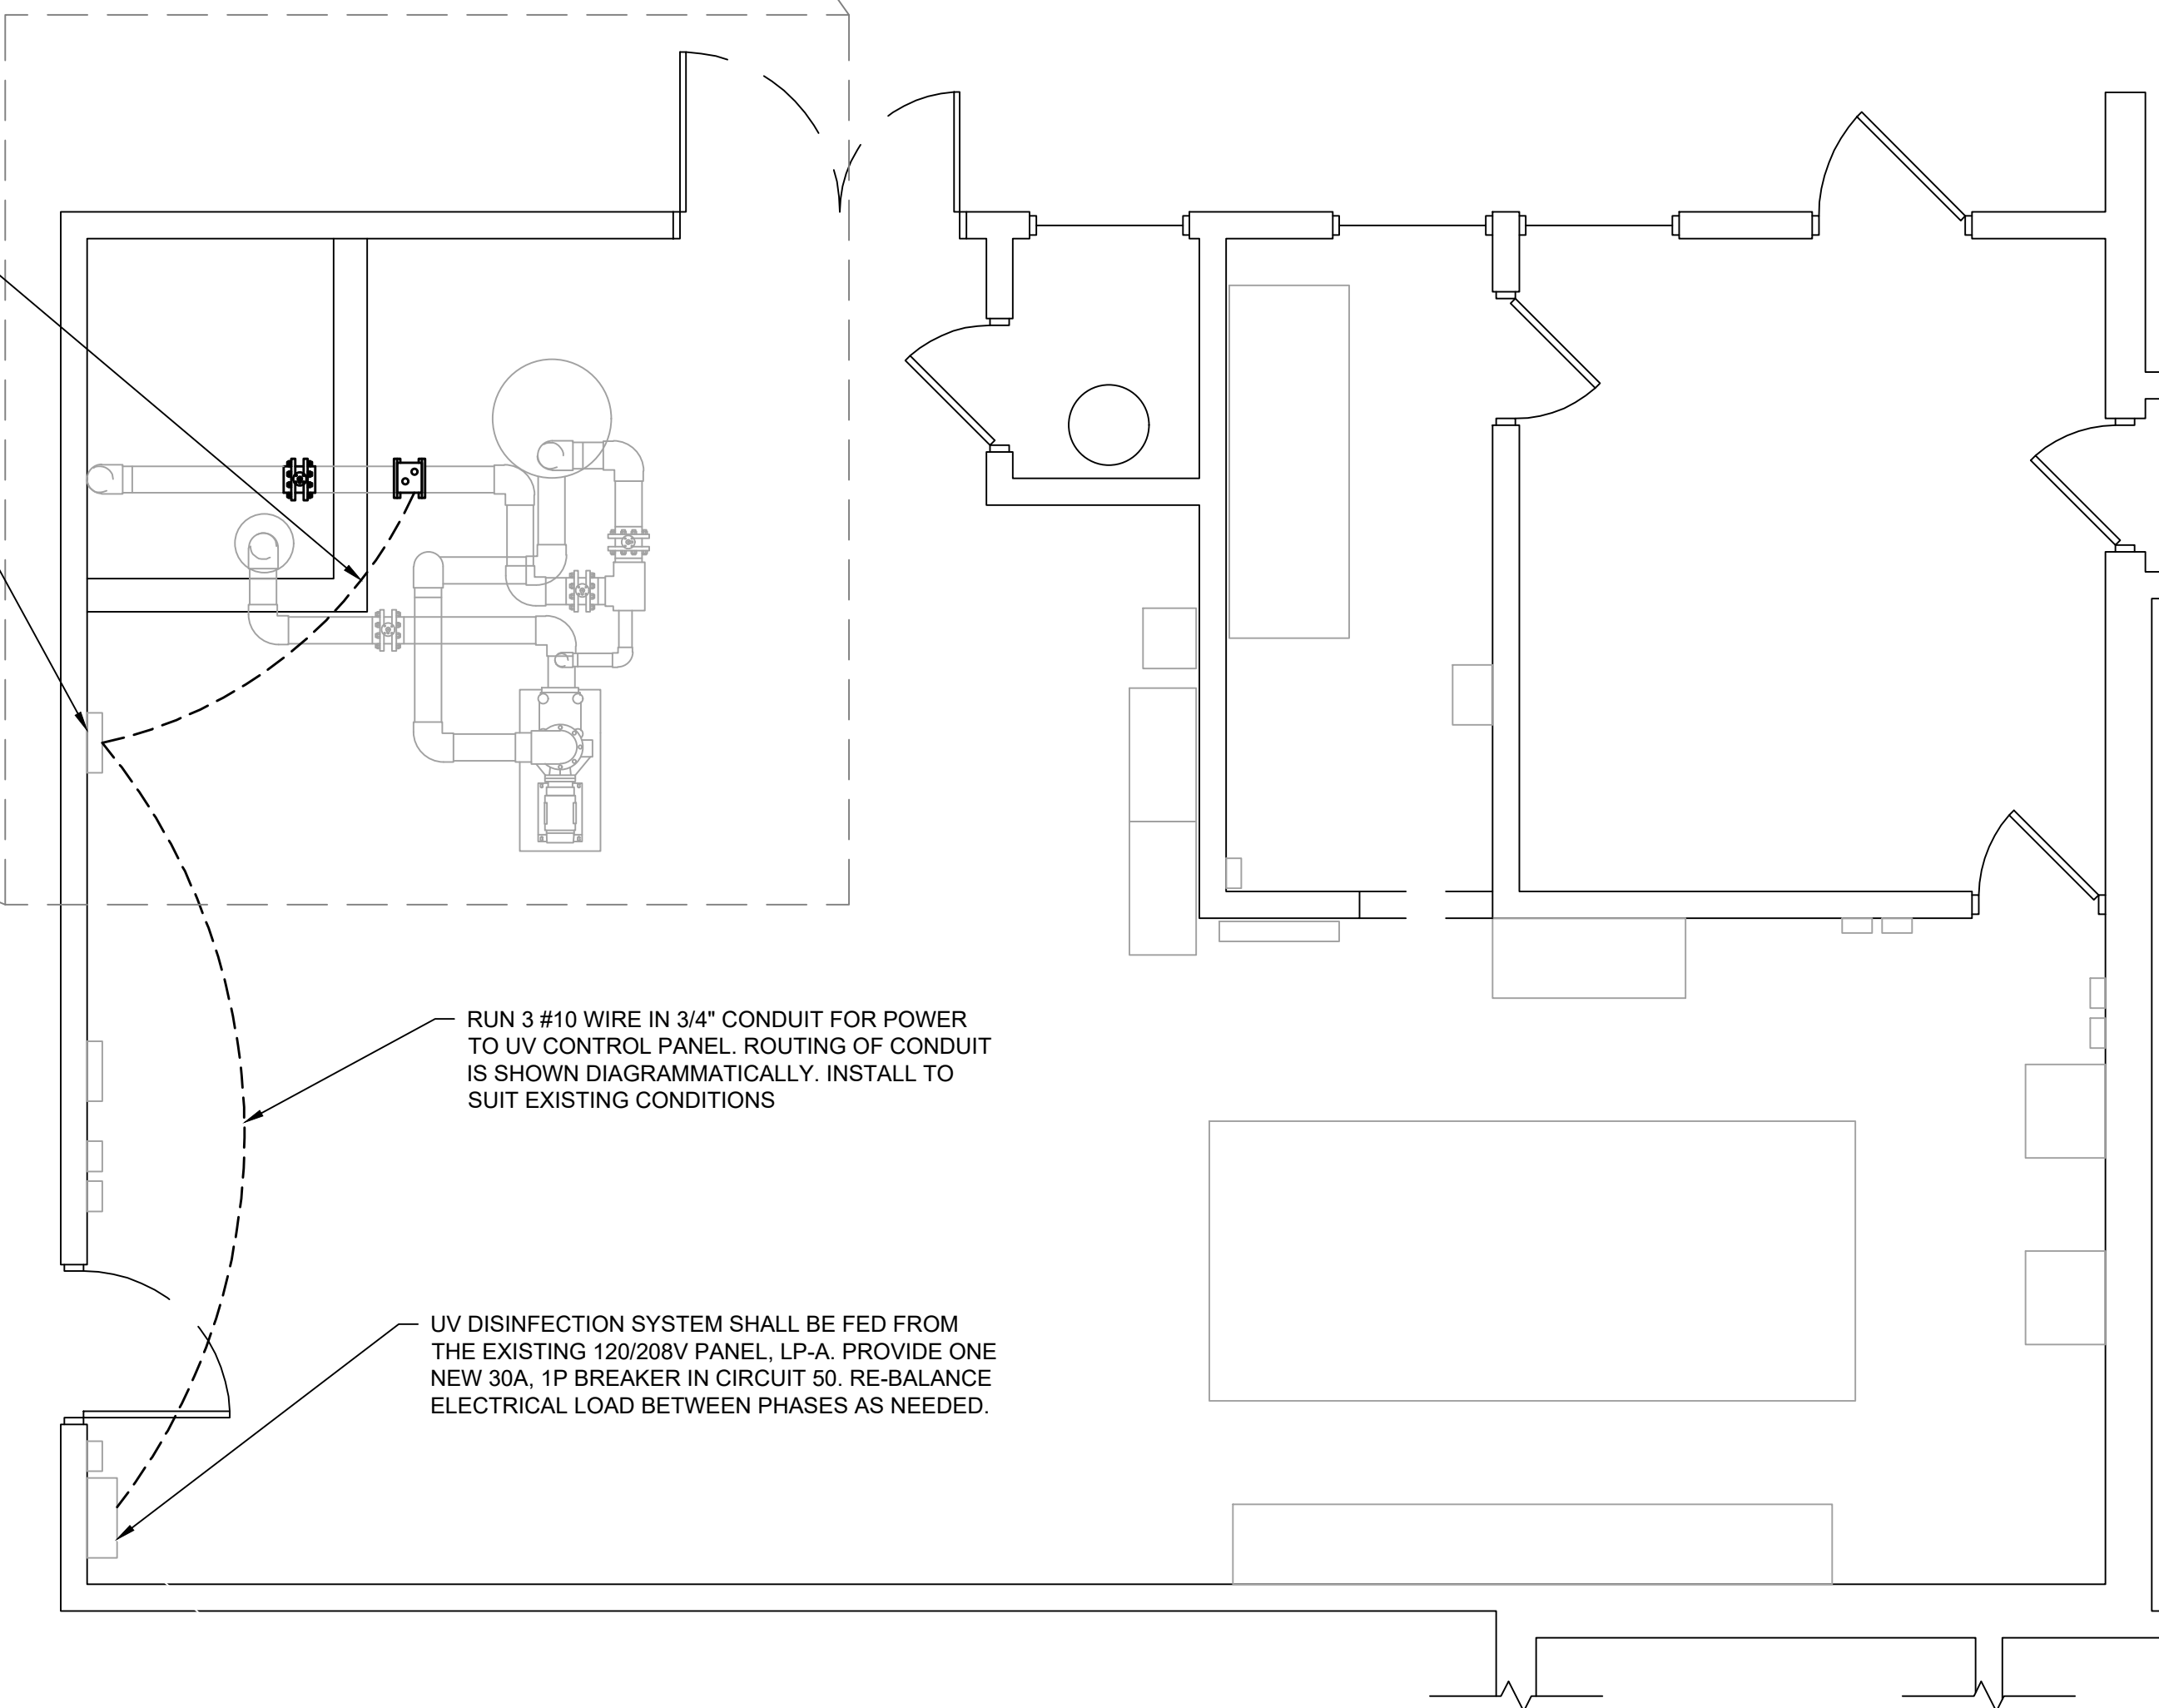 RUN 3 #10 WIRE IN 3/4" CONDUIT FOR POWER
TO UV CONTROL PANEL. ROUTING OF CONDUIT
IS SHOWN DIAGRAMMATICALLY. INSTALL TO
SUIT EXISTING CONDITIONS
UV DISINFECTION SYSTEM SHALL BE FED FROM
THE EXISTING 120/208V PANEL, LP-A. PROVIDE ONE
NEW 30A, 1P BREAKER IN CIRCUIT 50. RE-BALANCE
ELECTRICAL LOAD BETWEEN PHASES AS NEEDED.